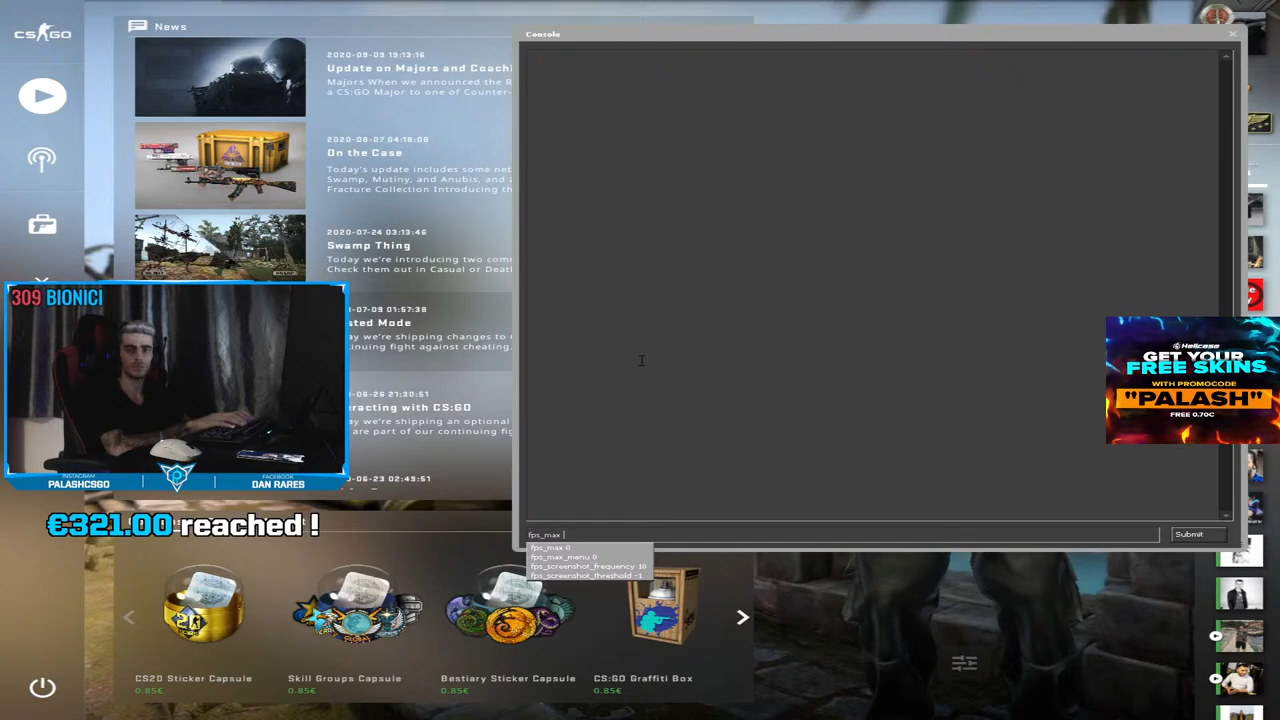 CS:GO
News
2020-09-09 19:13:16
Update on Majors and Coachi
Majors When we announced the R
a CS:GO Major to one of Counter-
2020-08-07 04:18:08
On the Case
Today's update includes some net
Swamp, Mutiny, and Anubis, and a
Fracture Collection Introducing th
2020-07-24 03:13:46
Swamp Thing
Today we're introducing two comm
Check them out in Casual or Death
-07-09 01:57:38
sted Mode
y we're shipping changes to
inuing fight against cheating.
-06-26 21:30:51
eracting with CS:GO
y we're shipping an optional
are part of our continuing fig
-06-23 02:49:51
Console
fps_max
Submit
fps_max 0
fps_max_menu 0
fps_screenshot_frequency 10
fps_screenshot_threshold -1
309 BIONICI
INSTAGRAM
PALASHCSGO
FACEBOOK
DAN RARES
€321.00 reached !
Hellcase
GET YOUR
FREE SKINS
WITH PROMOCODE
"PALASH"
FREE 0.70C
CS20 Sticker Capsule
0.85€
Skill Groups Capsule
0.85€
Bestiary Sticker Capsule
0.85€
CS:GO Graffiti Box
0.85€